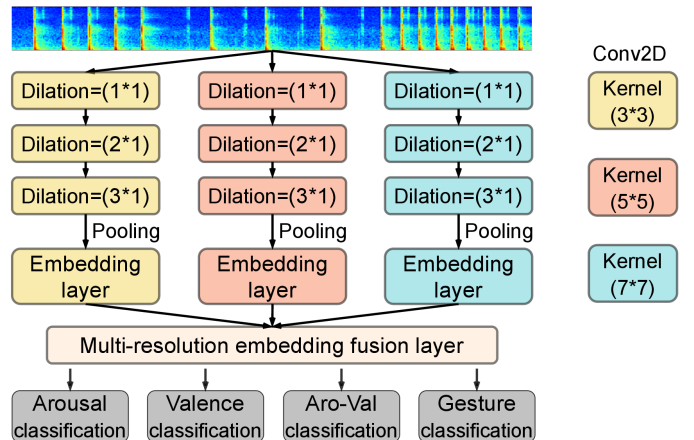 Conv2D
Dilation=(1*1) Dilation=(1*1) Dilation=(1*1)
Kernel
(3*3)
Dilation=(2*1) Dilation=(2*1) Dilation=(2*1)
Dilation=(3*1) Dilation=(3*1) Dilation=(3*1)
Kernel
(5*5)
Pooling Pooling Pooling
Embedding
layer
Embedding
layer
Embedding
layer
Kernel
(7*7)
Multi-resolution embedding fusion layer
Arousal
classification
Valence
classification
Aro-Val
classification
Gesture
classification